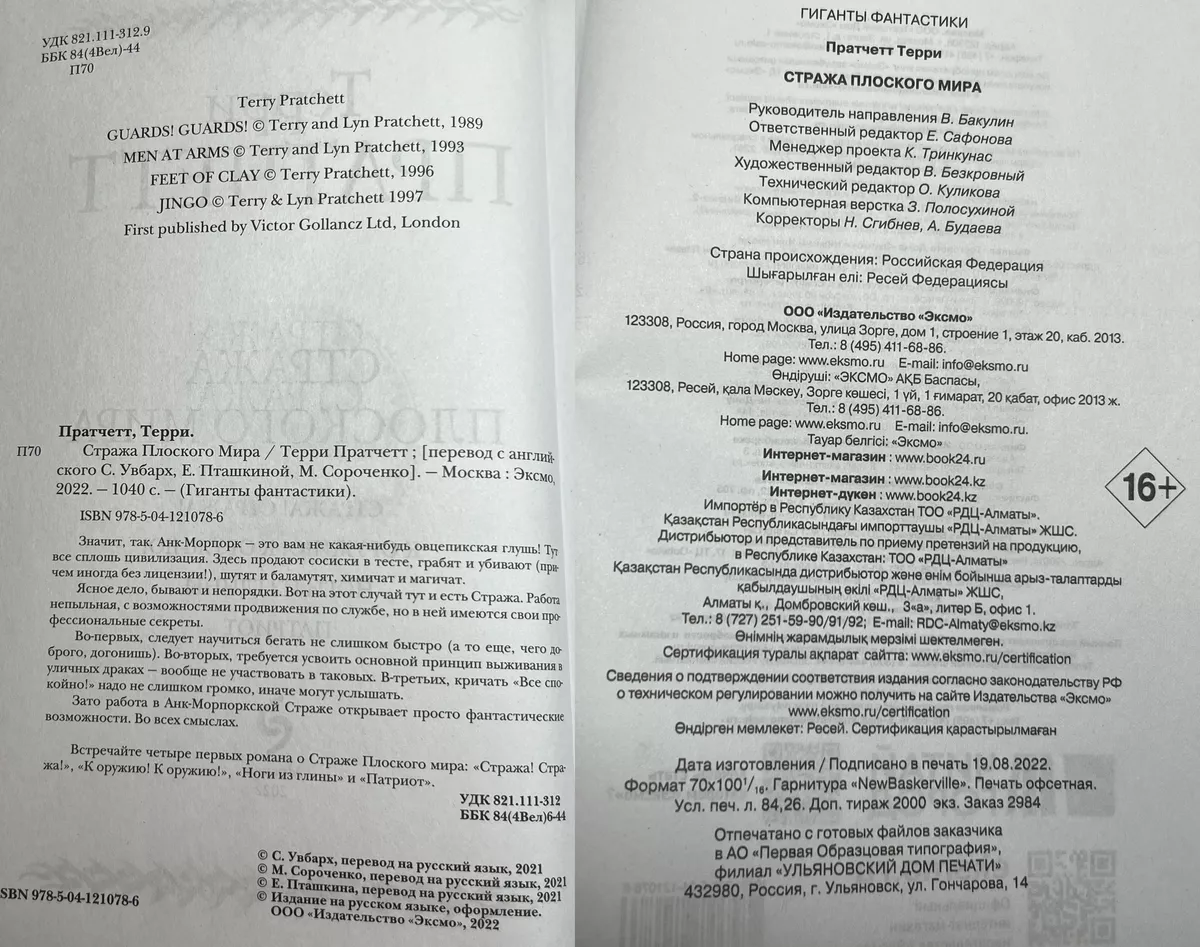 УДК 821.111-312.9
ББК 84(4Вел)-44
П70
Terry Pratchett
GUARDS! GUARDS! © Terry and Lyn Pratchett, 1989
MEN AT ARMS © Terry and Lyn Pratchett, 1993
FEET OF CLAY © Terry Pratchett, 1996
JINGO © Terry & Lyn Pratchett 1997
First published by Victor Gollancz Ltd, London
Пратчетт, Терри.
П70 Стража Плоского Мира / Терри Пратчетт ; [перевод с англий-
ского С. Увбарх, Е. Пташкиной, М. Сороченко]. — Москва : Эксмо,
2022. — 1040 с. — (Гиганты фантастики).
ISBN 978-5-04-121078-6
Значит, так. Анк-Морпорк — это вам не какая-нибудь овцепикская глушь! Тут
все сплошь цивилизация. Здесь продают сосиски в тесте, грабят и убивают (при-
чем иногда без лицензии!), шутят и баламутят, химичат и магичат.
Ясное дело, бывают и непорядки. Вот на этот случай тут и есть Стража. Работа
непыльная, с возможностями продвижения по службе, но в ней имеются свои про-
фессиональные секреты.
Во-первых, следует научиться бегать не слишком быстро (а то еще, чего до-
брого, догонишь). Во-вторых, требуется усвоить основной принцип выживания в
уличных драках — вообще не участвовать в таковых. В-третьих, кричать «Все спо-
койно!» надо не слишком громко, иначе могут услышать.
Зато работа в Анк-Морпоркской Страже открывает просто фантастические
возможности. Во всех смыслах.
Встречайте четыре первых романа о Страже Плоского мира: «Стража! Стра-
жа!», «К оружию! К оружию!», «Ноги из глины» и «Патриот».
УДК 821.111-312
ББК 84(4Вел)6-44
© С. Увбарх, перевод на русский язык, 2021
© М. Сороченко, перевод на русский язык, 2021
© Е. Пташкина, перевод на русский язык, 2021
© Издание на русском языке, оформление.
ООО «Издательство «Эксмо», 2022
SBN 978-5-04-121078-6
ГИГАНТЫ ФАНТАСТИКИ
Пратчетт Терри
СТРАЖА ПЛОСКОГО МИРА
Руководитель направления В. Бакулин
Ответственный редактор Е. Сафонова
Менеджер проекта К. Тринкунас
Художественный редактор В. Безкровный
Технический редактор О. Куликова
Компьютерная верстка З. Полосухиной
Корректоры Н. Сгибнев, А. Будаева
Страна происхождения: Российская Федерация
Шығарылған елі: Ресей Федерациясы
ООО «Издательство «Эксмо»
123308, Россия, город Москва, улица Зорге, дом 1, строение 1, этаж 20, каб. 2013.
Тел.: 8 (495) 411-68-86.
Home page: www.eksmo.ru E-mail: info@eksmo.ru
Өндіруші: «ЭКСМО» АҚБ Баспасы,
123308, Ресей, қала Мәскеу, Зорге көшесі, 1 үй, 1 ғимарат, 20 қабат, офис 2013 ж.
Тел.: 8 (495) 411-68-86.
Home page: www.eksmo.ru E-mail: info@eksmo.ru.
Тауар белгісі: «Эксмо»
Интернет-магазин : www.book24.ru
Интернет-магазин : www.book24.kz
Интернет-дүкен : www.book24.kz
Импортёр в Республику Казахстан ТОО «РДЦ-Алматы».
Қазақстан Республикасындағы импорттаушы «РДЦ-Алматы» ЖШС.
Дистрибьютор и представитель по приему претензий на продукцию,
в Республике Казахстан: ТОО «РДЦ-Алматы»
Қазақстан Республикасында дистрибьютор және өнім бойынша арыз-талаптарды
қабылдаушының өкілі «РДЦ-Алматы» ЖШС,
Алматы қ., Домбровский көш., 3«а», литер Б, офис 1.
Тел.: 8 (727) 251-59-90/91/92; E-mail: RDC-Almaty@eksmo.kz
Өнімнің жарамдылық мерзімі шектелмеген.
Сертификация туралы ақпарат сайтта: www.eksmo.ru/certification
Сведения о подтверждении соответствия издания согласно законодательству РФ
о техническом регулировании можно получить на сайте Издательства «Эксмо»
www.eksmo.ru/certification
Өндірген мемлекет: Ресей. Сертификация қарастырылмаған
16+
Дата изготовления / Подписано в печать 19.08.2022.
Формат 70x100 1/16. Гарнитура «NewBaskerville». Печать офсетная.
Усл. печ. л. 84,26. Доп. тираж 2000 экз. Заказ 2984
Отпечатано с готовых файлов заказчика
в АО «Первая Образцовая типография»,
филиал «УЛЬЯНОВСКИЙ ДОМ ПЕЧАТИ»
432980, Россия, г. Ульяновск, ул. Гончарова, 14